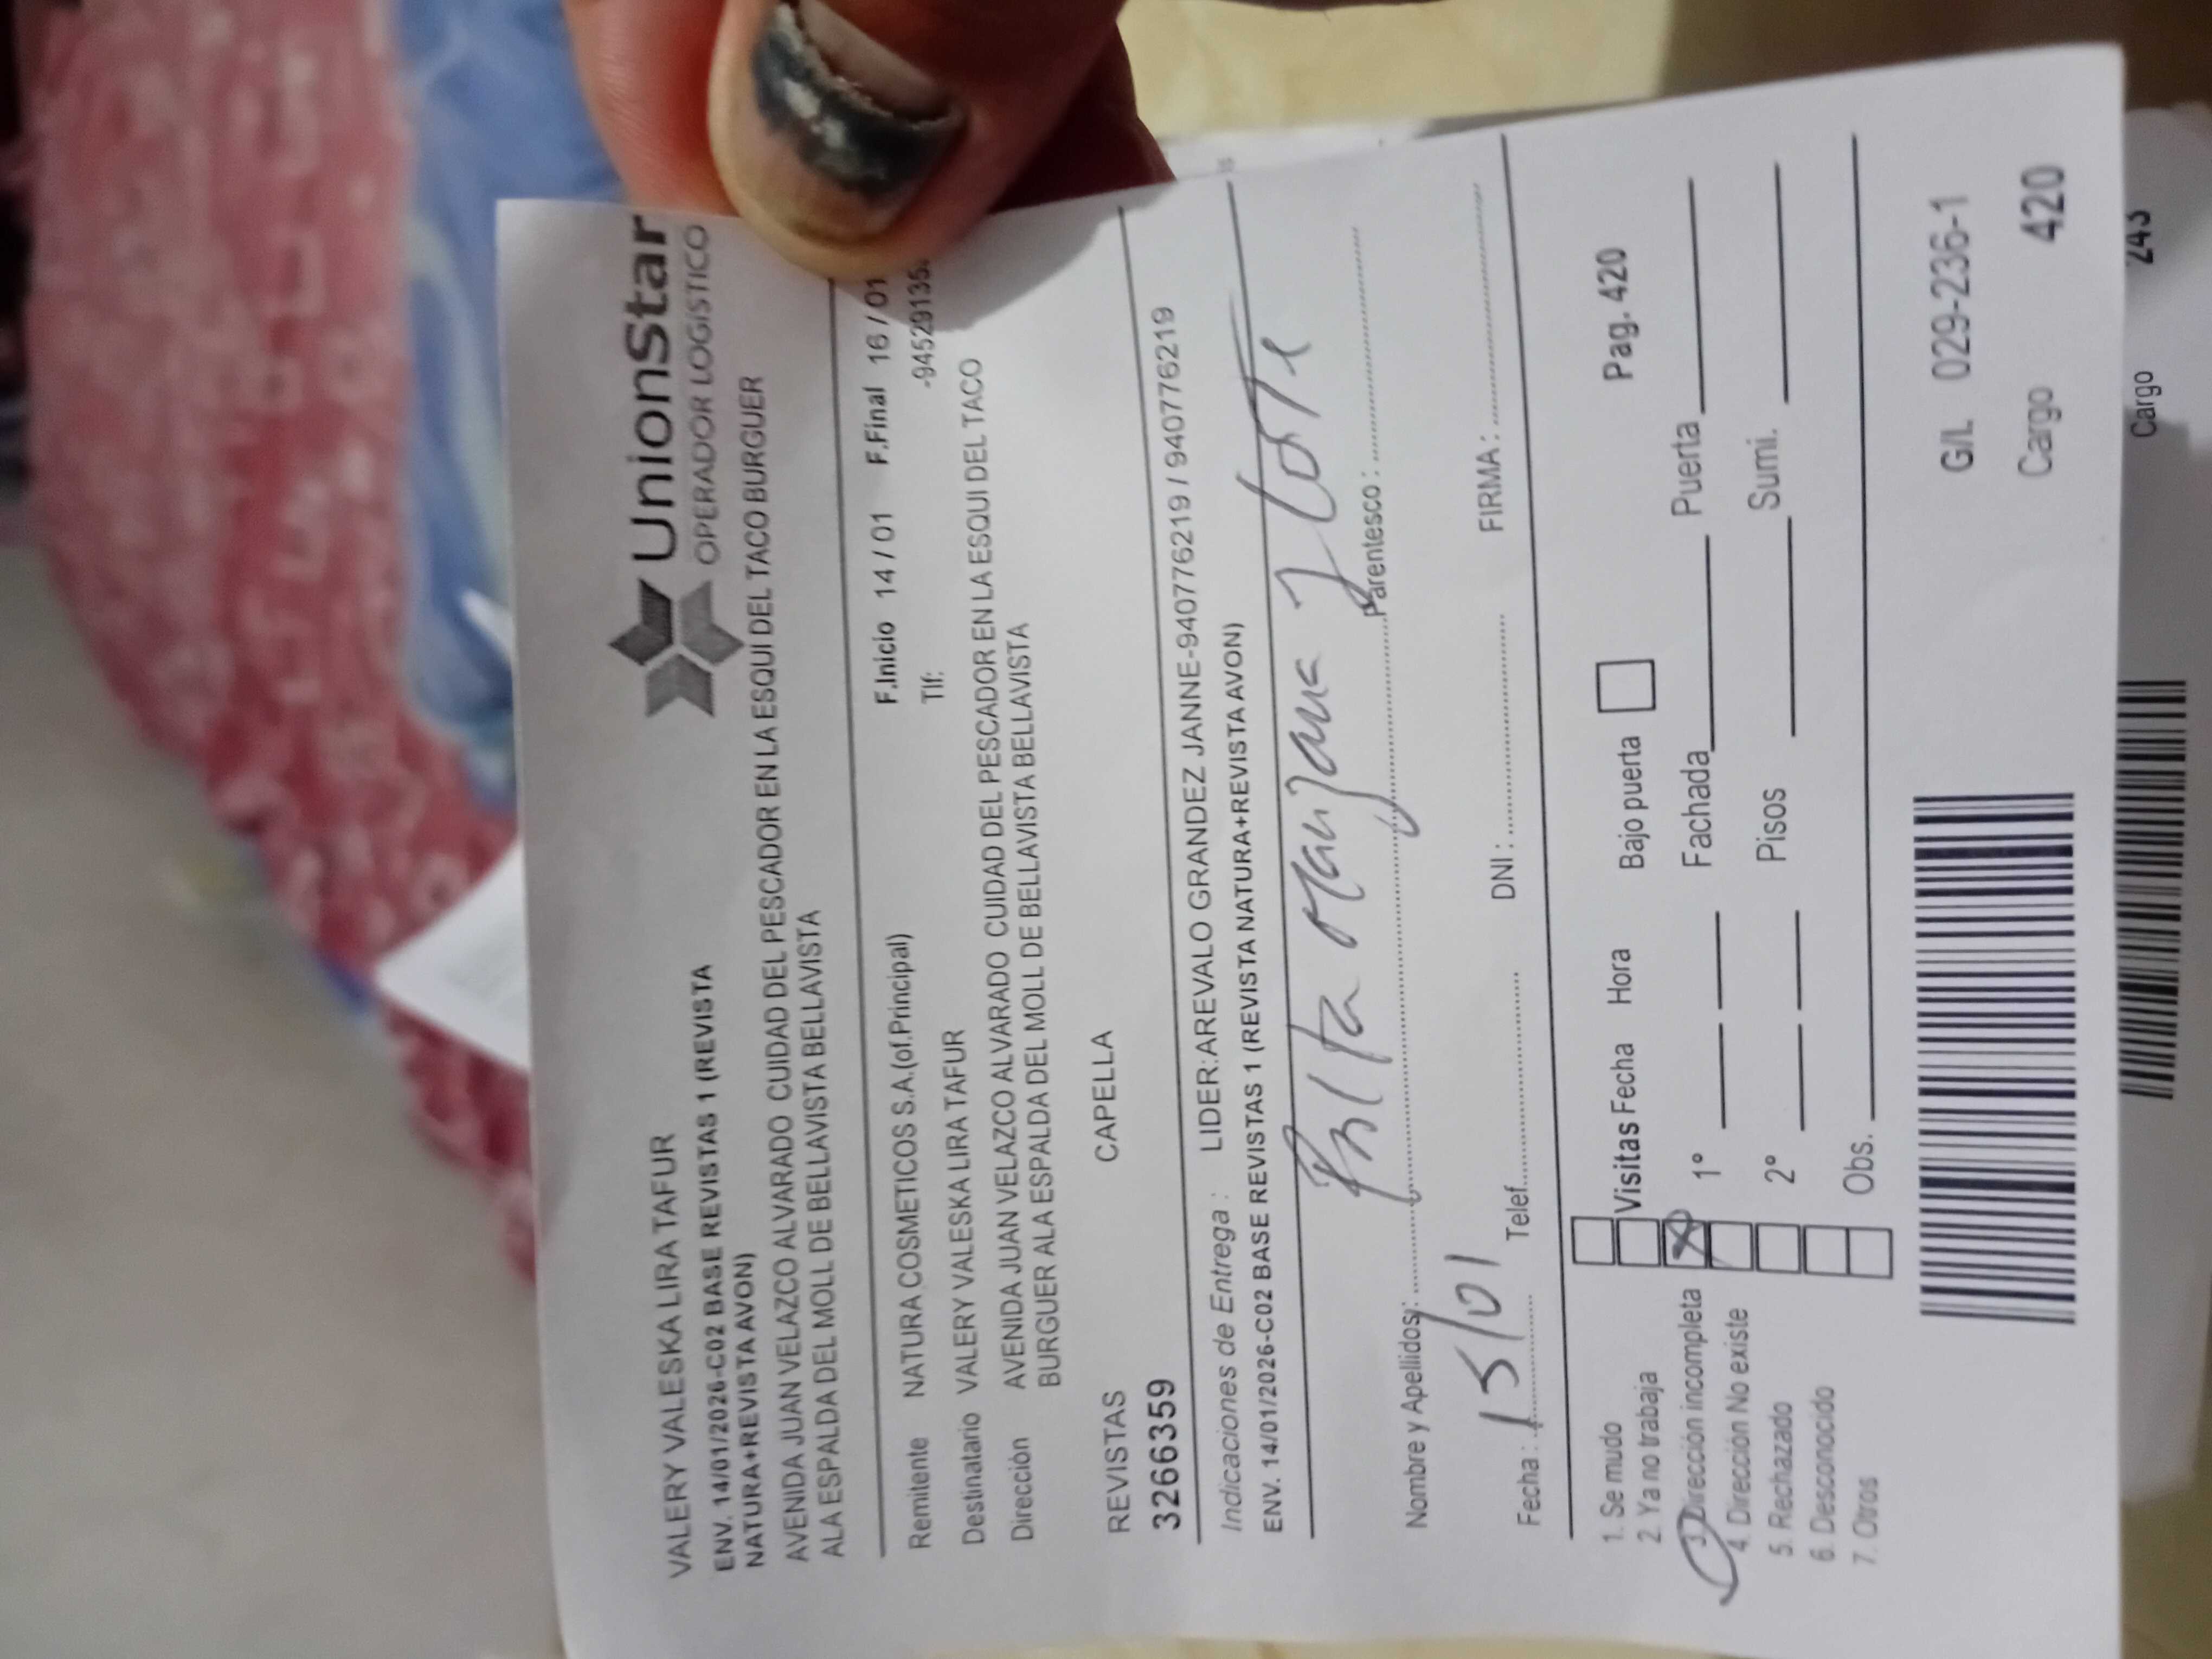 UnionStar
OPERADOR LOGISTICO
VALERY VALESKA LIRA TAFUR
ENV. 14/01/2026-C02 BASE REVISTAS 1 (REVISTA
NATURA+REVISTA AVON)
AVENIDA JUAN VELAZCO ALVARADO CUIDAD DEL PESCADOR EN LA ESQUI DEL TACO BURGUER
ALA ESPALDA DEL MOLL DE BELLAVISTA BELLAVISTA
F.Inicio 14 / 01 F.Final 16 / 01
Remitente NATURA COSMETICOS S.A.(of.Principal) Tlf: -94529135
Destinatario VALERY VALESKA LIRA TAFUR
Dirección AVENIDA JUAN VELAZCO ALVARADO CUIDAD DEL PESCADOR EN LA ESQUI DEL TACO
BURGUER ALA ESPALDA DEL MOLL DE BELLAVISTA BELLAVISTA
REVISTAS CAPELLA
3266359
Indicaciones de Entrega : LIDER:AREVALO GRANDEZ JANNE-940776219 / 940776219
ENV. 14/01/2026-C02 BASE REVISTAS 1 (REVISTA NATURA+REVISTA AVON)
Falta Manzana y Lote
Nombre y Apellidos: Parentesco :
Fecha : 15/01 Telef. DNI : FIRMA :
1. Se mudo
2. Ya no trabaja
3. Dirección incompleta
4. Dirección No existe
5. Rechazado
6. Desconocido
7. Otros
Visitas Fecha Hora Bajo puerta Pag. 420
1° Fachada Puerta
2° Pisos Sumi.
Obs.
G/L 029-236-1
Cargo 420
Cargo 243